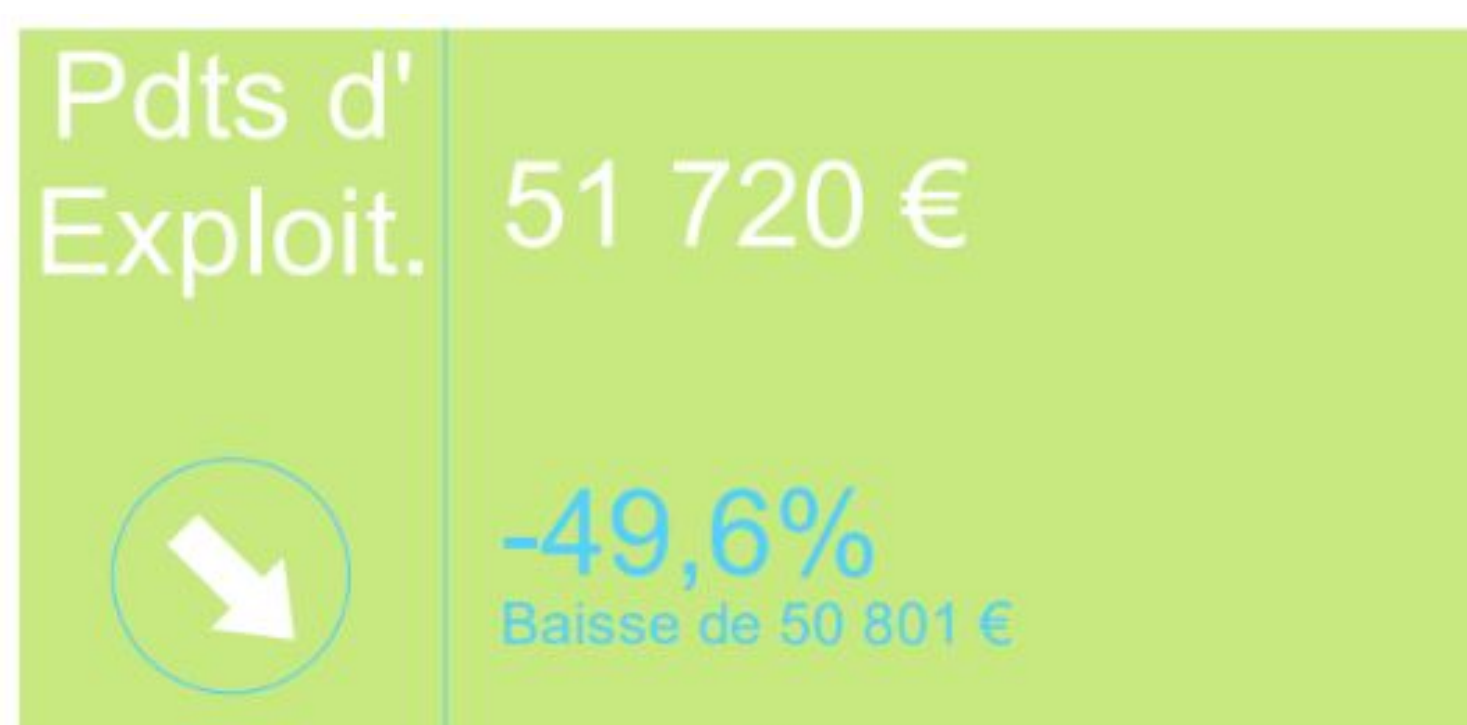 Pdts d'
Exploit.
51 720 €
-49,6%
Baisse de 50 801 €